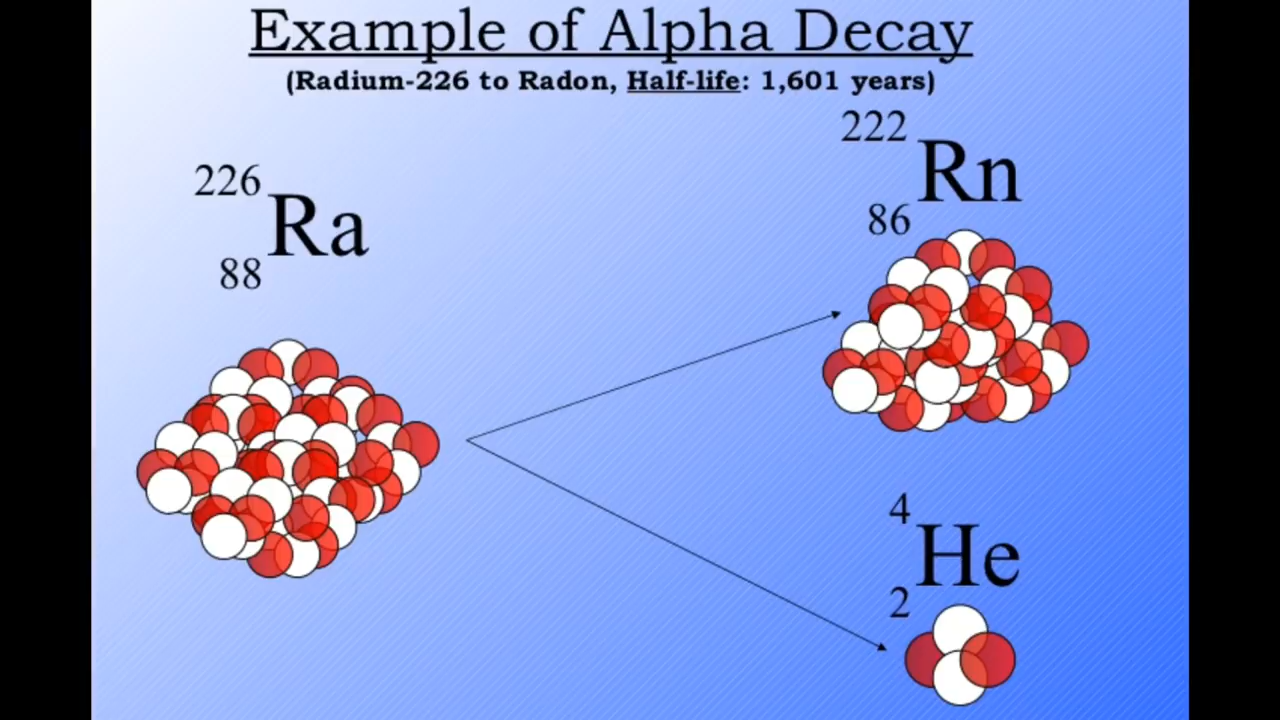 Example of Alpha Decay
(Radium-226 to Radon, Half-life: 1,601 years)
226
Ra
88
222
Rn
86
4
He
2